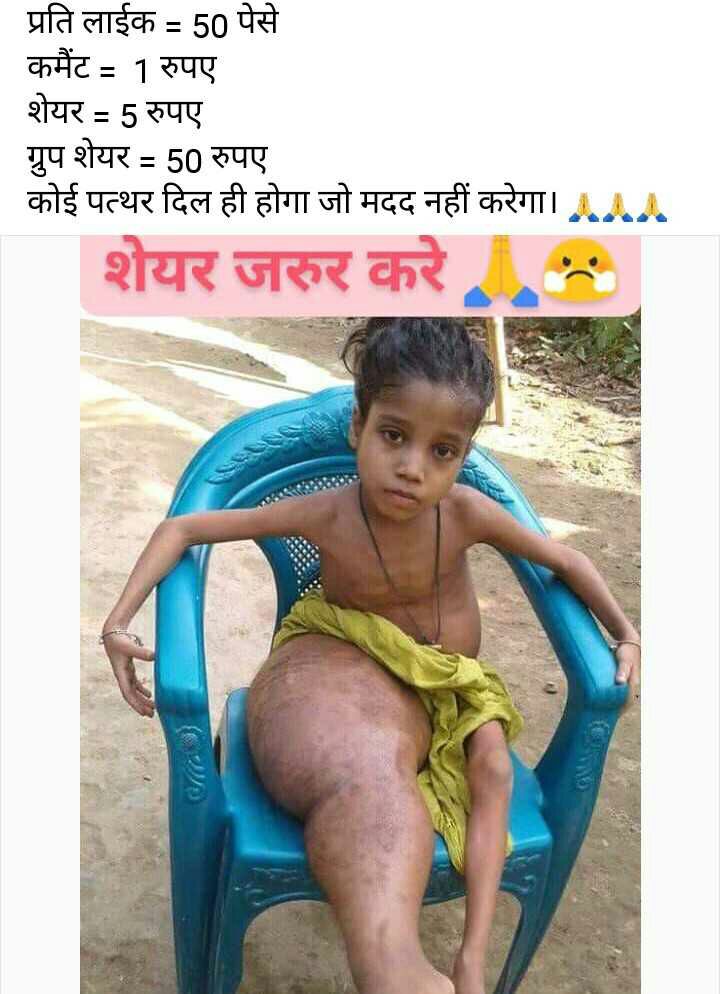 प्रति लाईक = 50 पेसे
कमैंट = 1 रुपए
शेयर = 5 रुपए
ग्रुप शेयर = 50 रुपए
कोई पत्थर दिल ही होगा जो मदद नहीं करेगा। 🙏🙏🙏
शेयर जरुर करे 🙏😤